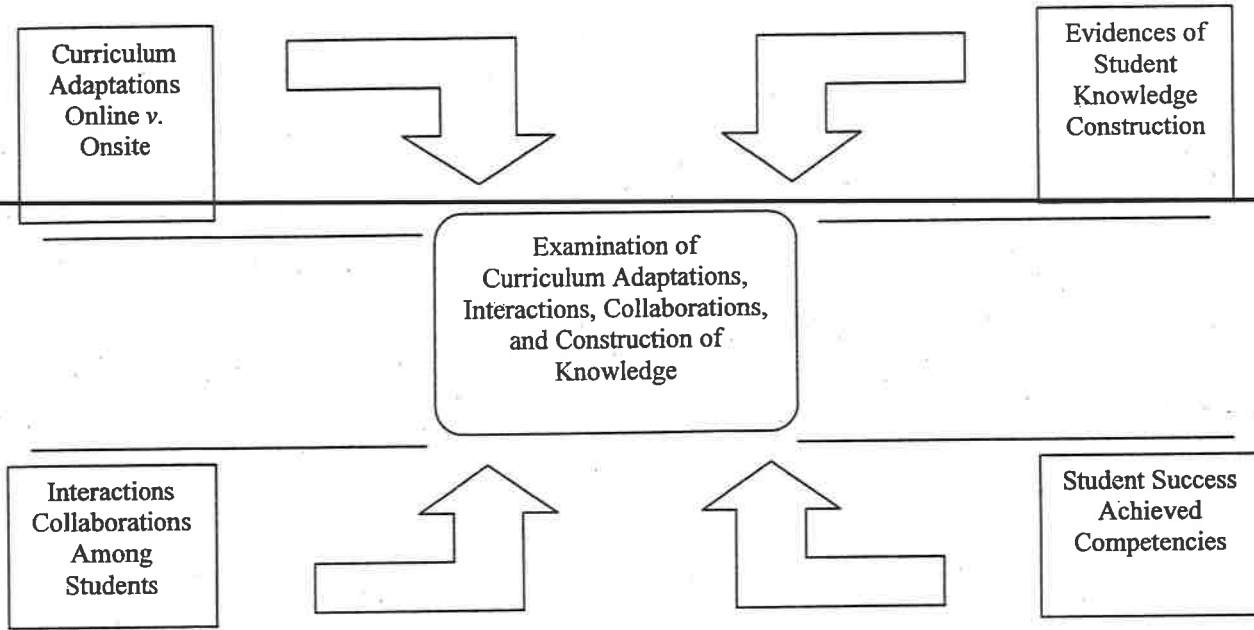 Curriculum
Adaptations
Online v.
Onsite
Evidences of
Student
Knowledge
Construction
Examination of
Curriculum Adaptations,
Interactions, Collaborations,
and Construction of
Knowledge
Interactions
Collaborations
Among
Students
Student Success
Achieved
Competencies